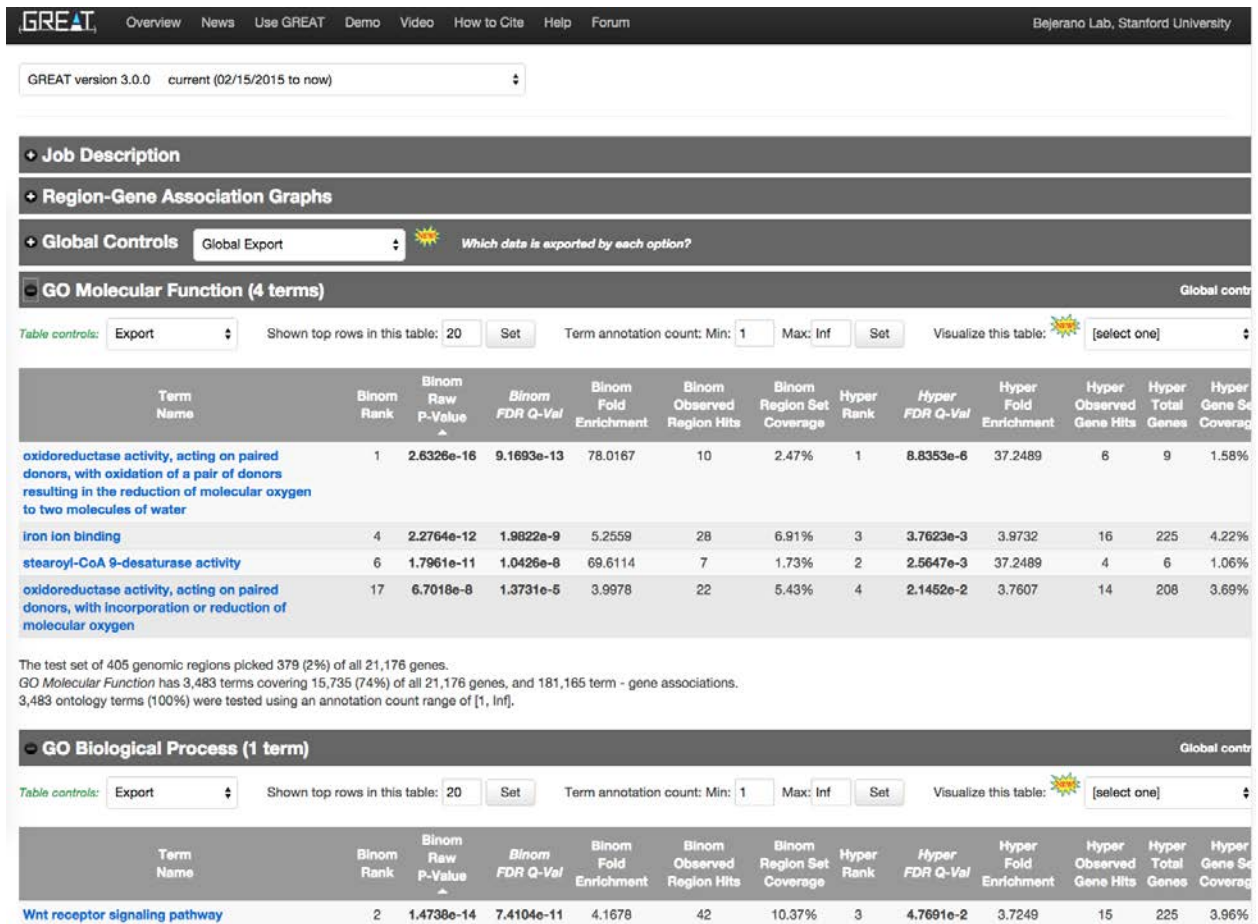 GREAT Overview News Use GREAT Demo Video How to Cite Help Forum Bejerano Lab, Stanford University
GREAT version 3.0.0 current (02/15/2015 to now)
Job Description
Region-Gene Association Graphs
Global Controls Global Export NEW! Which data is exported by each option?
GO Molecular Function (4 terms) Global contr
Table controls: Export Shown top rows in this table: 20 Set Term annotation count: Min: 1 Max: Inf Set Visualize this table: NEW! [select one]
Term Name Binom Rank Binom Raw P-Value Binom FDR Q-Val Binom Fold Enrichment Binom Observed Region Hits Binom Region Set Coverage Hyper Rank Hyper FDR Q-Val Hyper Fold Enrichment Hyper Observed Gene Hits Hyper Total Genes Hyper Gene Se Coverag
oxidoreductase activity, acting on paired 1 2.6326e-16 9.1693e-13 78.0167 10 2.47% 1 8.8353e-6 37.2489 6 9 1.58%
donors, with oxidation of a pair of donors
resulting in the reduction of molecular oxygen
to two molecules of water
iron ion binding 4 2.2764e-12 1.9822e-9 5.2559 28 6.91% 3 3.7623e-3 3.9732 16 225 4.22%
stearoyl-CoA 9-desaturase activity 6 1.7961e-11 1.0426e-8 69.6114 7 1.73% 2 2.5647e-3 37.2489 4 6 1.06%
oxidoreductase activity, acting on paired 17 6.7018e-8 1.3731e-5 3.9978 22 5.43% 4 2.1452e-2 3.7607 14 208 3.69%
donors, with incorporation or reduction of
molecular oxygen
The test set of 405 genomic regions picked 379 (2%) of all 21,176 genes.
GO Molecular Function has 3,483 terms covering 15,735 (74%) of all 21,176 genes, and 181,165 term - gene associations.
3,483 ontology terms (100%) were tested using an annotation count range of [1, Inf].
GO Biological Process (1 term) Global contr
Table controls: Export Shown top rows in this table: 20 Set Term annotation count: Min: 1 Max: Inf Set Visualize this table: NEW! [select one]
Term Name Binom Rank Binom Raw P-Value Binom FDR Q-Val Binom Fold Enrichment Binom Observed Region Hits Binom Region Set Coverage Hyper Rank Hyper FDR Q-Val Hyper Fold Enrichment Hyper Observed Gene Hits Hyper Total Genes Hyper Gene Se Coverag
Wnt receptor signaling pathway 2 1.4738e-14 7.4104e-11 4.1678 42 10.37% 3 4.7691e-2 3.7249 15 225 3.96%